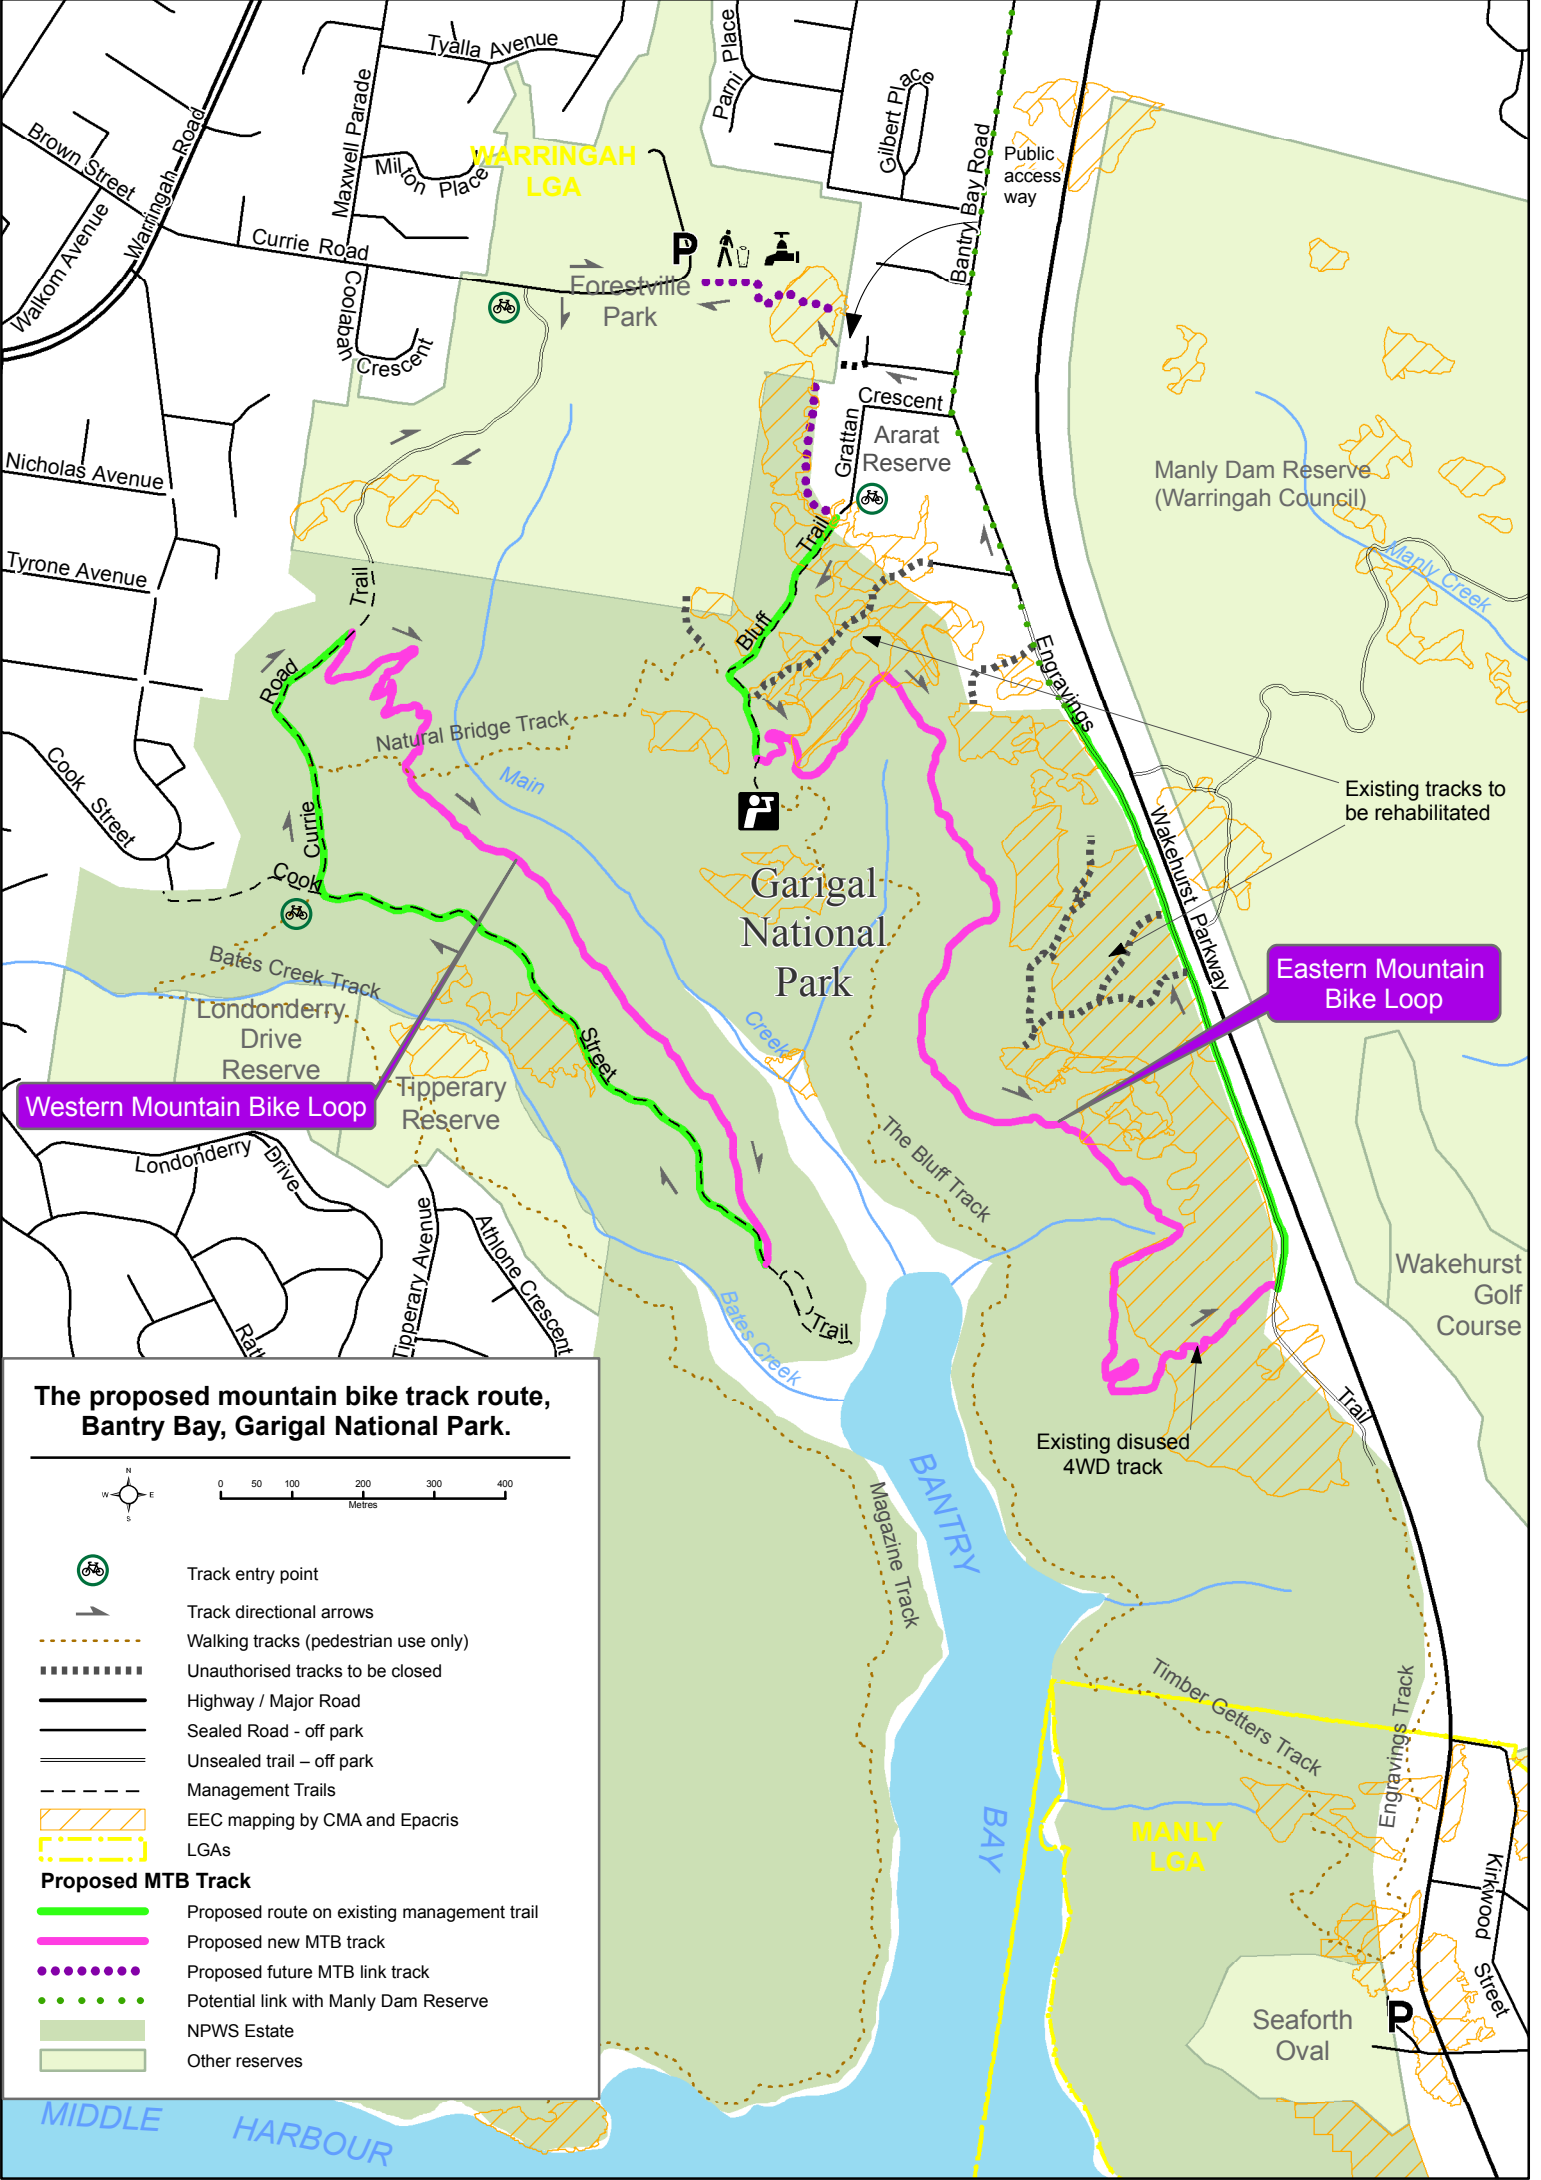 Tyalla Avenue
Parni Place
Gilbert Place
Maxwell Parade
Warringah Road
Warringah Road
Brown Street
Walkom Avenue
Milton Place
WARRINGAH
LGA
Public
access
way
Bantry Bay Road
Bantry Bay Road
Currie Road
Coolabah
Crescent
P
Forestville
Park
Crescent
Grattan
Ararat
Reserve
Nicholas Avenue
Manly Dam Reserve
(Warringah Council)
Manly Creek
Tyrone Avenue
Trail
Trail
Bluff
Road
Engravings
Natural Bridge Track
Main
Cook Street
Currie
Cook
Existing tracks to
be rehabilitated
Wakehurst Parkway
Garigal
National
Park
Bates Creek Track
Londonderry
Drive
Reserve
Creek
Street
Eastern Mountain
Bike Loop
Western Mountain Bike Loop
Tipperary
Reserve
The Bluff Track
Londonderry Drive
Tipperary Avenue
Athlone Crescent
Rath
Wakehurst
Golf
Course
Bates Creek
Trail
Trail
Existing disused
4WD track
BANTRY
BAY
Magazine Track
Timber Getters Track
Engravings Track
MANLY
LGA
Kirkwood Street
Seaforth
Oval
P
The proposed mountain bike track route,
Bantry Bay, Garigal National Park.
N
W E
S
0 50 100 200 300 400
Metres
Track entry point
Track directional arrows
Walking tracks (pedestrian use only)
Unauthorised tracks to be closed
Highway / Major Road
Sealed Road - off park
Unsealed trail – off park
Management Trails
EEC mapping by CMA and Epacris
LGAs
Proposed MTB Track
Proposed route on existing management trail
Proposed new MTB track
Proposed future MTB link track
Potential link with Manly Dam Reserve
NPWS Estate
Other reserves
MIDDLE HARBOUR